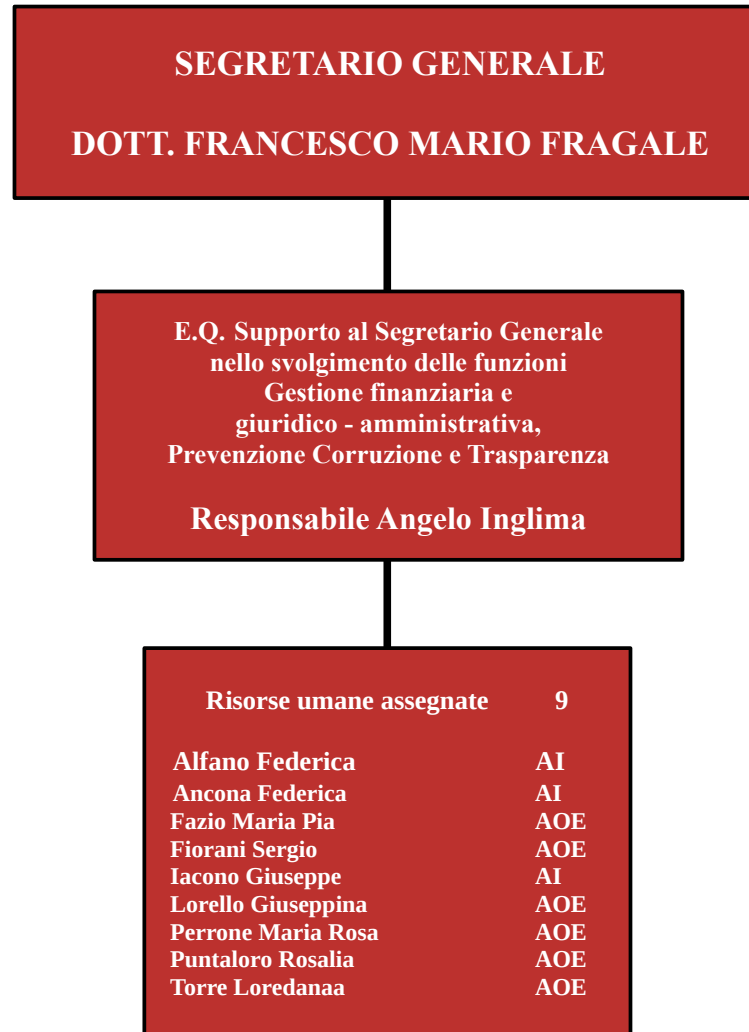 SEGRETARIO GENERALE
DOTT. FRANCESCO MARIO FRAGALE
E.Q. Supporto al Segretario Generale
nello svolgimento delle funzioni
Gestione finanziaria e
giuridico - amministrativa,
Prevenzione Corruzione e Trasparenza
Responsabile Angelo Inglima
Risorse umane assegnate 9
Alfano Federica AI
Ancona Federica AI
Fazio Maria Pia AOE
Fiorani Sergio AOE
Iacono Giuseppe AI
Lorello Giuseppina AOE
Perrone Maria Rosa AOE
Puntaloro Rosalia AOE
Torre Loredanaa AOE